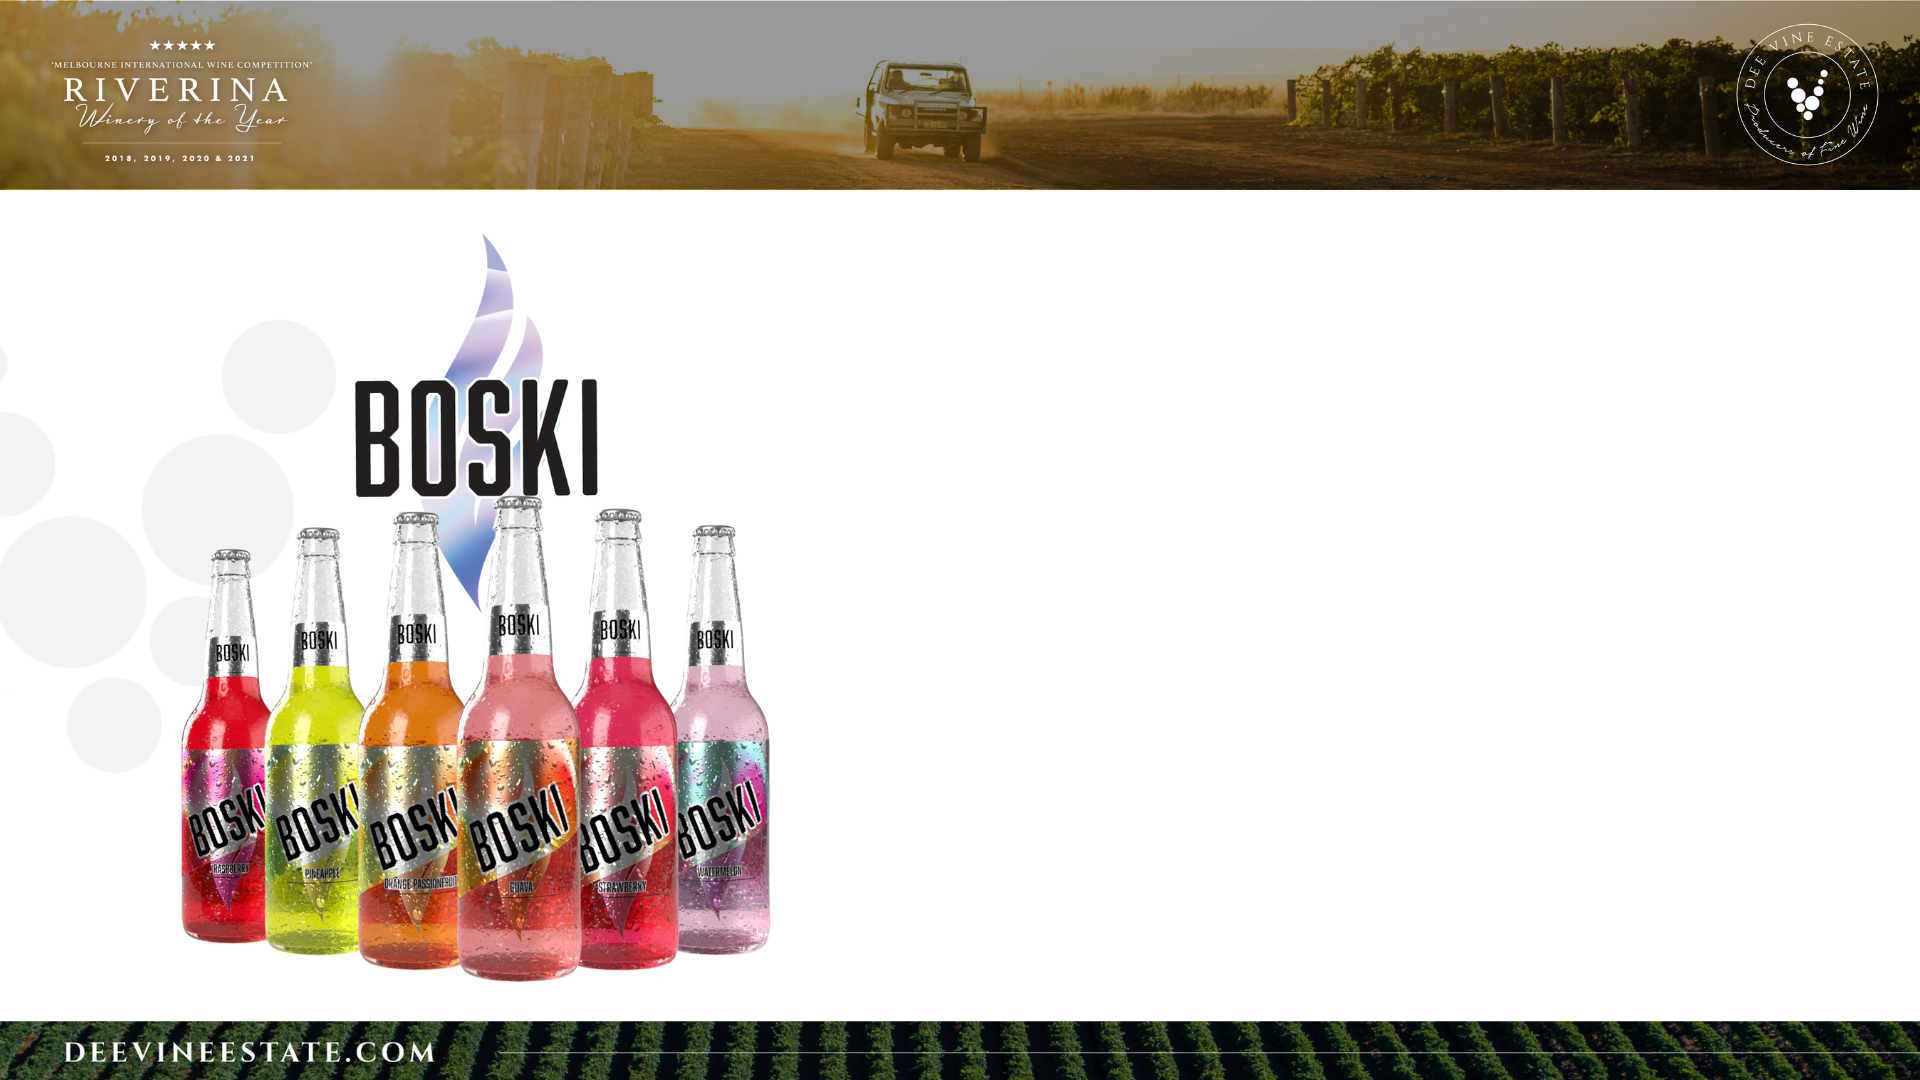 ★★★★★
'MELBOURNE INTERNATIONAL WINE COMPETITION'
RIVERINA
Winery of the Year
2018, 2019, 2020 & 2021
DEE VINE ESTATE
Producers of Fine Wine
BOSKI
BOSKI
BOSKI
BOSKI
BOSKI
BOSKI
BOSKI
BOSKI
BOSKI
BOSKI
BOSKI
BOSKI
BOSKI
RASPBERRY
PINEAPPLE
ORANGE PASSIONFRUIT
GUAVA
STRAWBERRY
WATERMELON
DEEVINEESTATE.COM